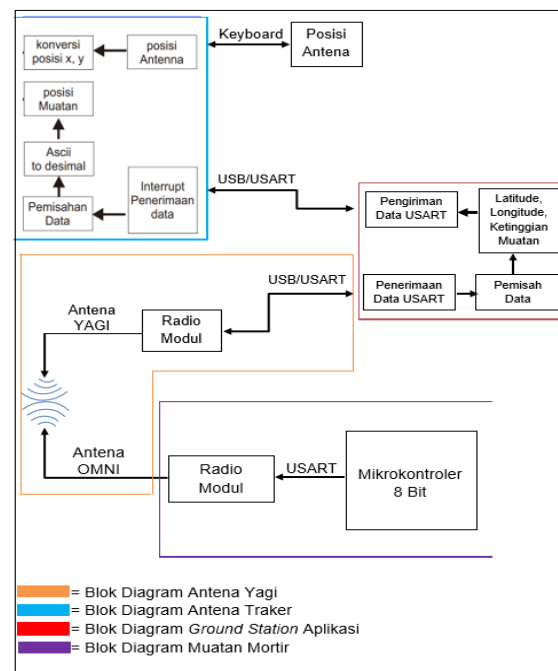 konversi
posisi x, y
posisi
Antenna
Keyboard
Posisi
Antena
posisi
Muatan
Ascii
to desimal
Pemisahan
Data
Interrupt
Penerimaan
data
USB/USART
Pengiriman
Data USART
Latitude,
Longitude,
Ketinggian
Muatan
Penerimaan
Data USART
Pemisah
Data
USB/USART
Antena
YAGI
Radio
Modul
Antena
OMNI
Radio
Modul
USART
Mikrokontroler
8 Bit
= Blok Diagram Antena Yagi
= Blok Diagram Antena Traker
= Blok Diagram Ground Station Aplikasi
= Blok Diagram Muatan Mortir